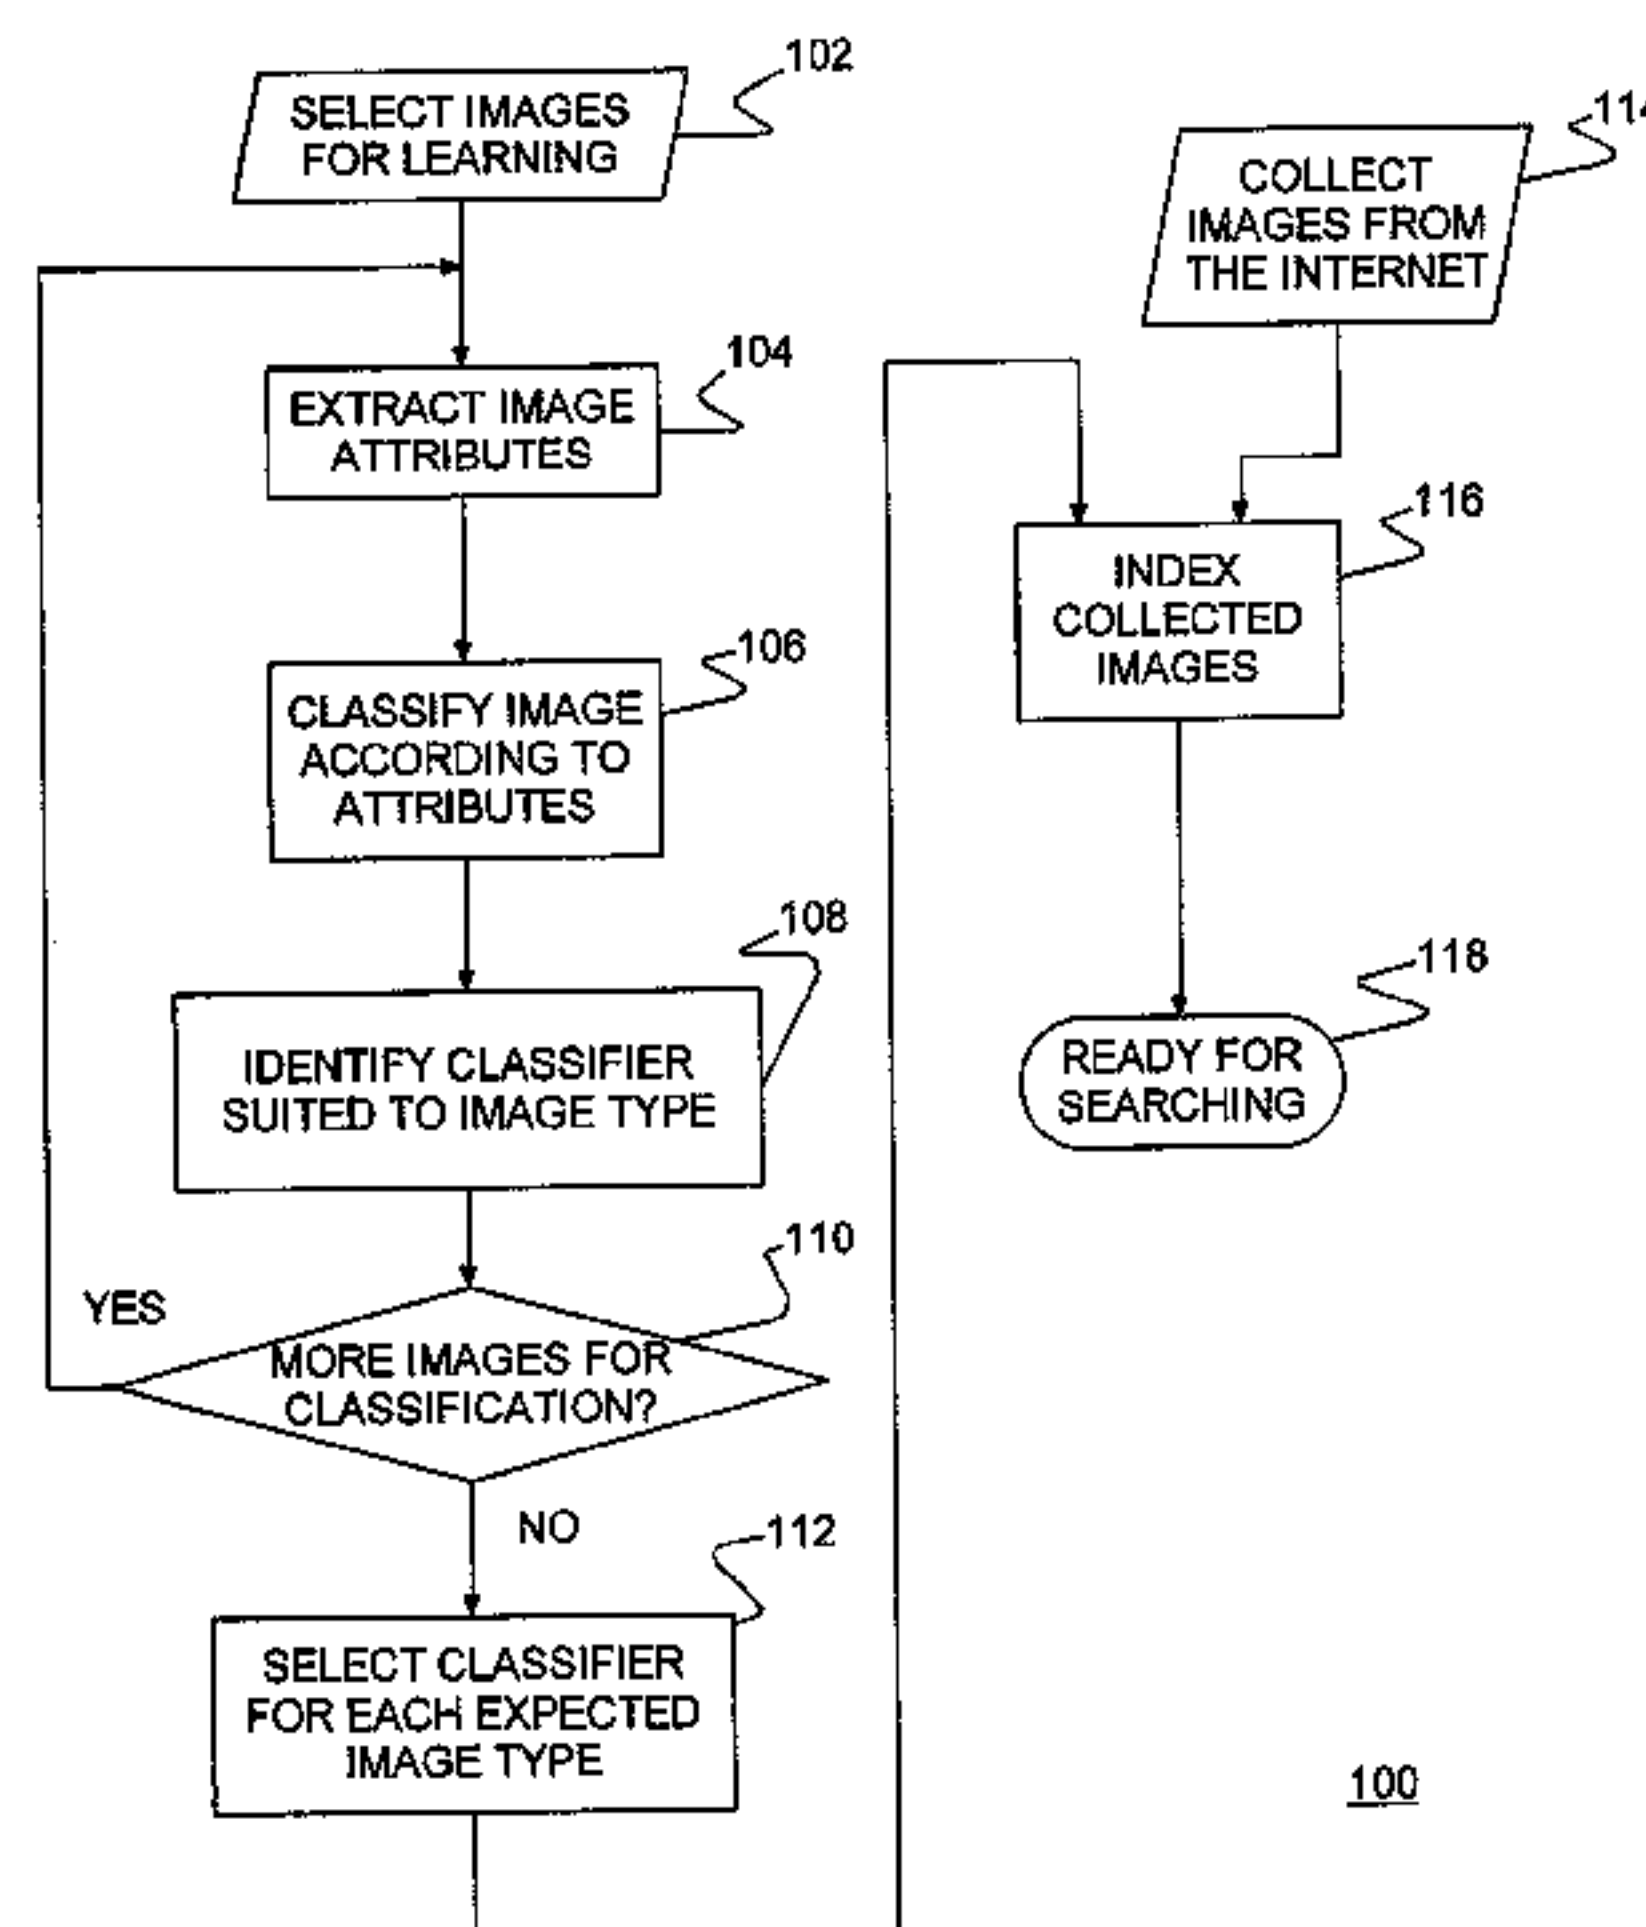 102
SELECT IMAGES
FOR LEARNING
104
EXTRACT IMAGE
ATTRIBUTES
106
CLASSIFY IMAGE
ACCORDING TO
ATTRIBUTES
108
IDENTIFY CLASSIFIER
SUITED TO IMAGE TYPE
110
YES
MORE IMAGES FOR
CLASSIFICATION?
NO
112
SELECT CLASSIFIER
FOR EACH EXPECTED
IMAGE TYPE
114
COLLECT
IMAGES FROM
THE INTERNET
116
INDEX
COLLECTED
IMAGES
118
READY FOR
SEARCHING
100